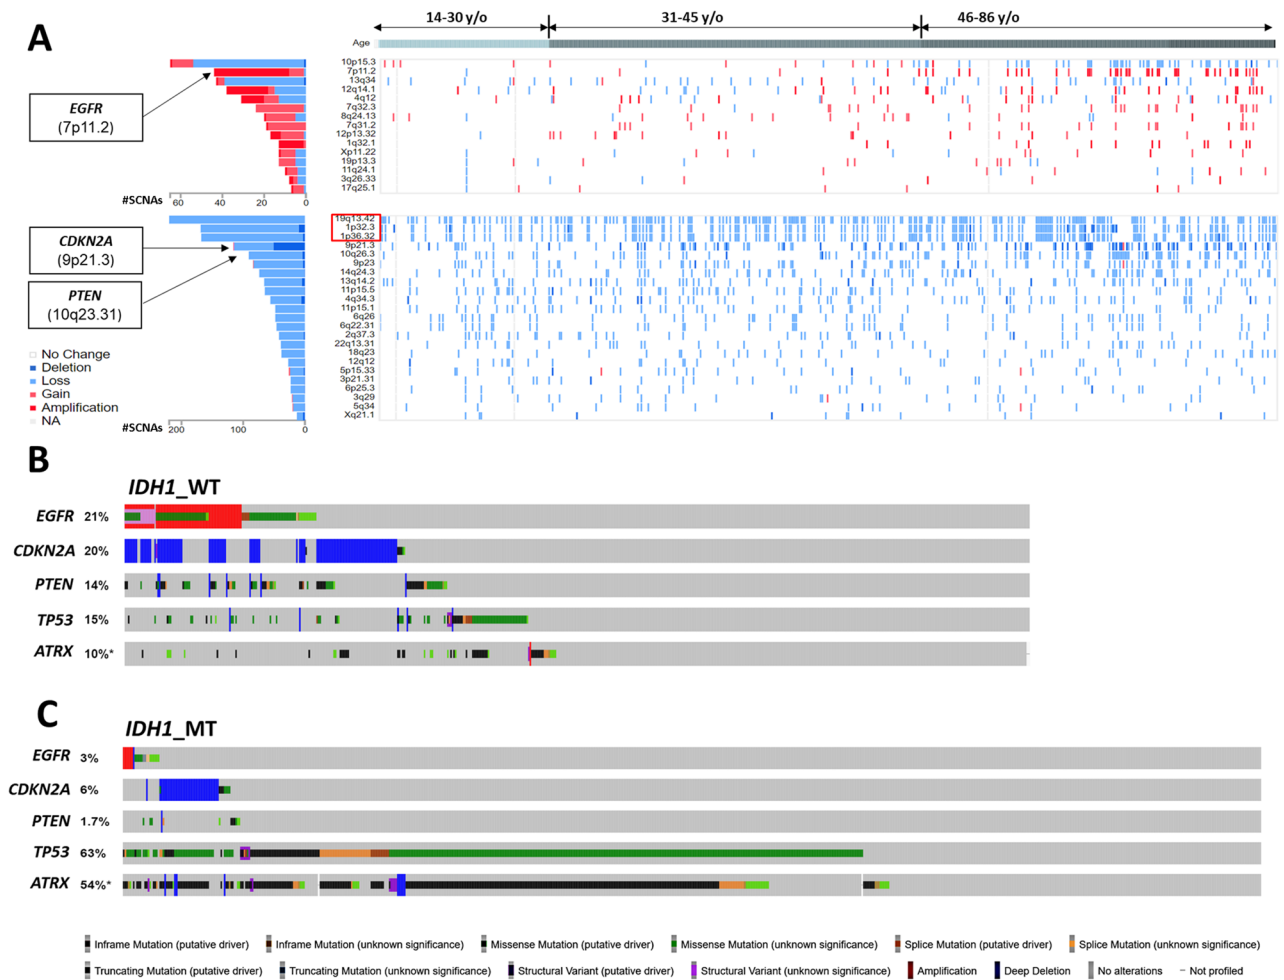 A
14-30 y/o
31-45 y/o
46-86 y/o
Age
10p15.3
7p11.2
13q34
12q14.1
4q12
7q32.3
8q24.13
7q31.2
12p13.32
1q32.1
Xp11.22
19p13.3
11q24.1
3q26.33
17q25.1
EGFR
(7p11.2)
#SCNAs
60 40 20 0
19q13.42
1p32.3
1p36.32
9p21.3
10q26.3
9p23
14q24.3
13q14.2
11p15.5
4q34.3
11p15.1
6q26
6q22.31
2q37.3
22q13.31
18q23
12q12
5p15.33
3p21.31
6p25.3
3q29
5q34
Xq21.1
CDKN2A
(9p21.3)
PTEN
(10q23.31)
No Change
Deletion
Loss
Gain
Amplification
NA
#SCNAs
200 100 0
B
IDH1_WT
EGFR 21%
CDKN2A 20%
PTEN 14%
TP53 15%
ATRX 10%*
C
IDH1_MT
EGFR 3%
CDKN2A 6%
PTEN 1.7%
TP53 63%
ATRX 54%*
Inframe Mutation (putative driver) Inframe Mutation (unknown significance) Missense Mutation (putative driver) Missense Mutation (unknown significance) Splice Mutation (putative driver) Splice Mutation (unknown significance)
Truncating Mutation (putative driver) Truncating Mutation (unknown significance) Structural Variant (putative driver) Structural Variant (unknown significance) Amplification Deep Deletion No alterations Not profiled